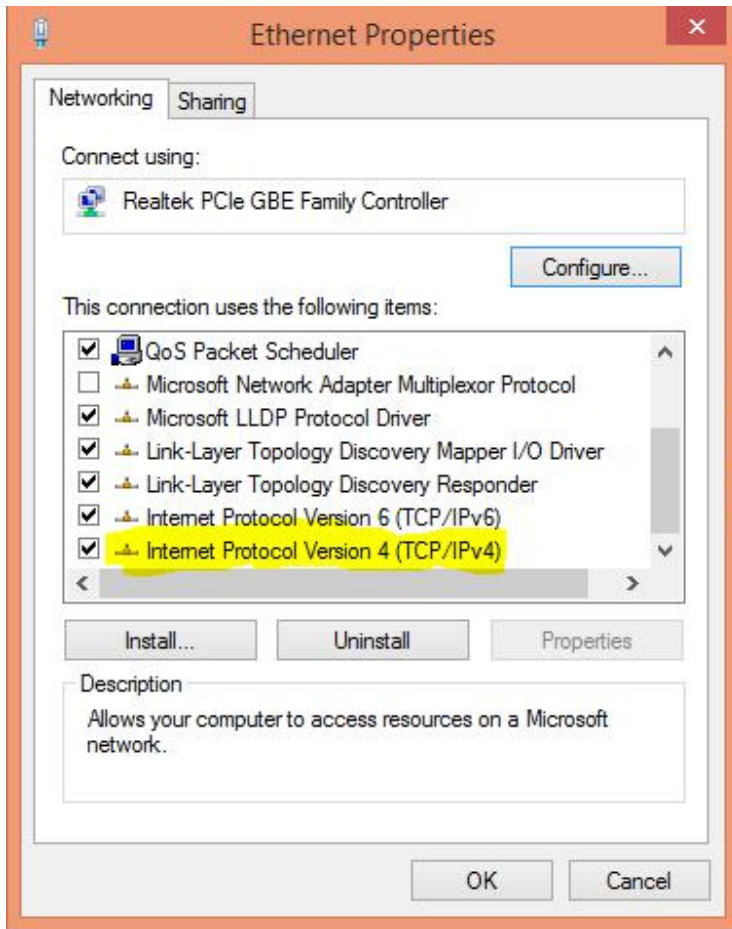 Ethernet Properties
Networking
Sharing
Connect using:
Realtek PCIe GBE Family Controller
Configure...
This connection uses the following items:
QoS Packet Scheduler
Microsoft Network Adapter Multiplexor Protocol
Microsoft LLDP Protocol Driver
Link-Layer Topology Discovery Mapper I/O Driver
Link-Layer Topology Discovery Responder
Internet Protocol Version 6 (TCP/IPv6)
Internet Protocol Version 4 (TCP/IPv4)
Install...
Uninstall
Properties
Description
Allows your computer to access resources on a Microsoft
network.
OK
Cancel